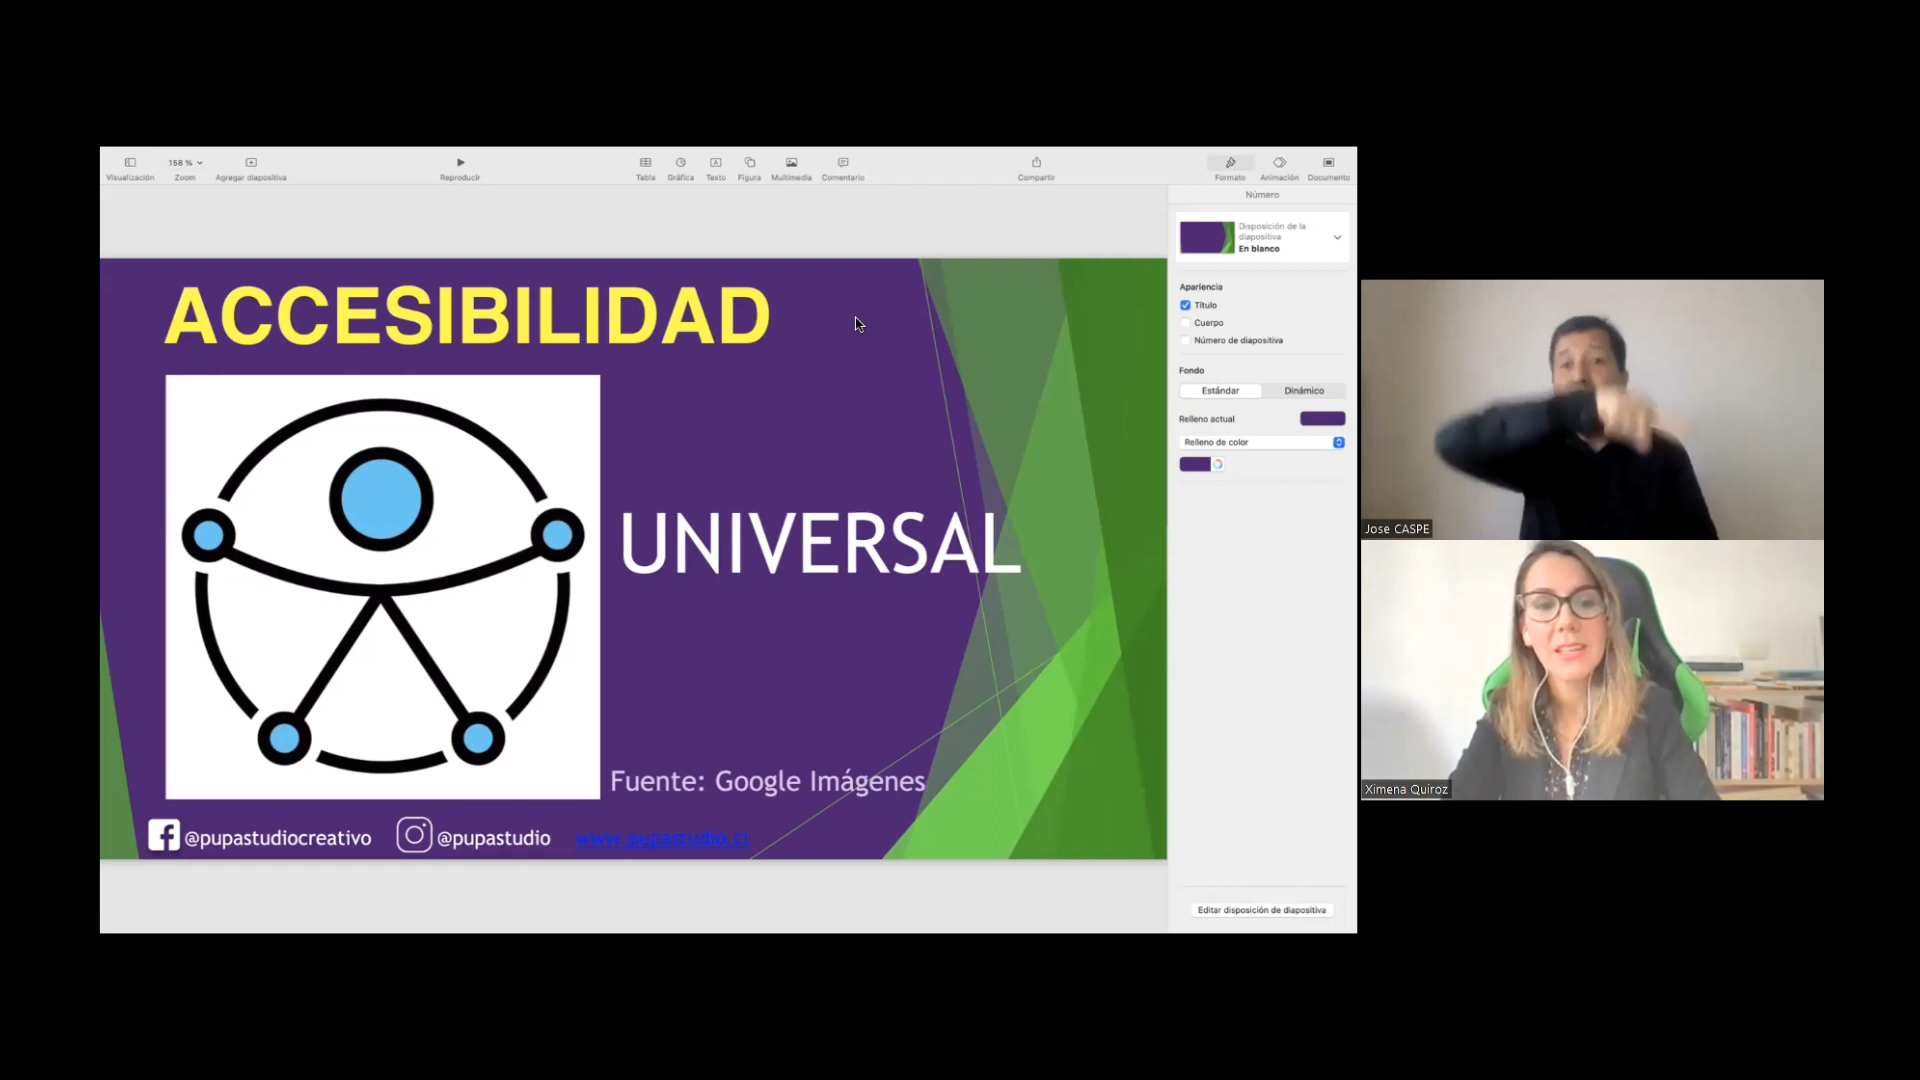 158 %
Visualización Zoom Agregar diapositiva Reproducir Tabla Gráfica Texto Figura Multimedia Comentario Compartir Formato Animación Documento
Número
Disposición de la
diapositiva
En blanco
Apariencia
Título
Cuerpo
Número de diapositiva
Fondo
Estándar Dinámico
Relleno actual
Relleno de color
Editar disposición de diapositiva
ACCESIBILIDAD
UNIVERSAL
Fuente: Google Imágenes
@pupastudiocreativo @pupastudio www.pupastudio.cl
Jose CASPE
Ximena Quiroz